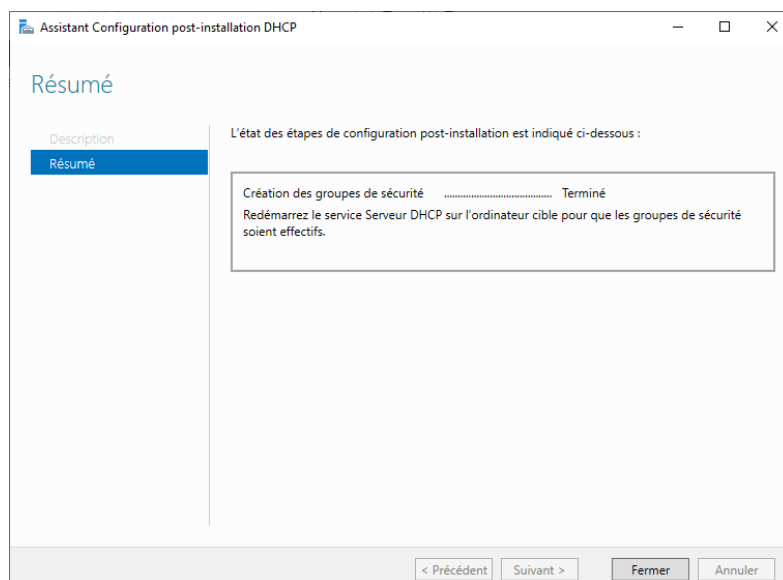 Assistant Configuration post-installation DHCP
Résumé
Description
Résumé
L'état des étapes de configuration post-installation est indiqué ci-dessous :
Création des groupes de sécurité ..................................... Terminé
Redémarrez le service Serveur DHCP sur l'ordinateur cible pour que les groupes de sécurité
soient effectifs.
< Précédent
Suivant >
Fermer
Annuler